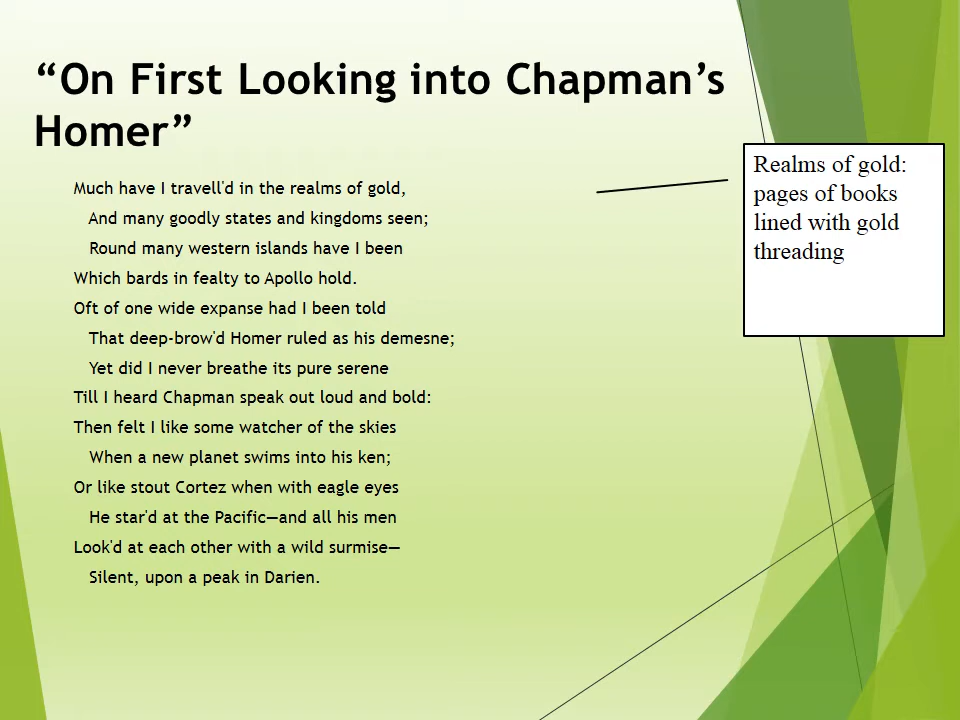 “On First Looking into Chapman’s
Homer”
Much have I travell'd in the realms of gold,
And many goodly states and kingdoms seen;
Round many western islands have I been
Which bards in fealty to Apollo hold.
Oft of one wide expanse had I been told
That deep-brow'd Homer ruled as his demesne;
Yet did I never breathe its pure serene
Till I heard Chapman speak out loud and bold:
Then felt I like some watcher of the skies
When a new planet swims into his ken;
Or like stout Cortez when with eagle eyes
He star'd at the Pacific—and all his men
Look'd at each other with a wild surmise—
Silent, upon a peak in Darien.
Realms of gold:
pages of books
lined with gold
threading